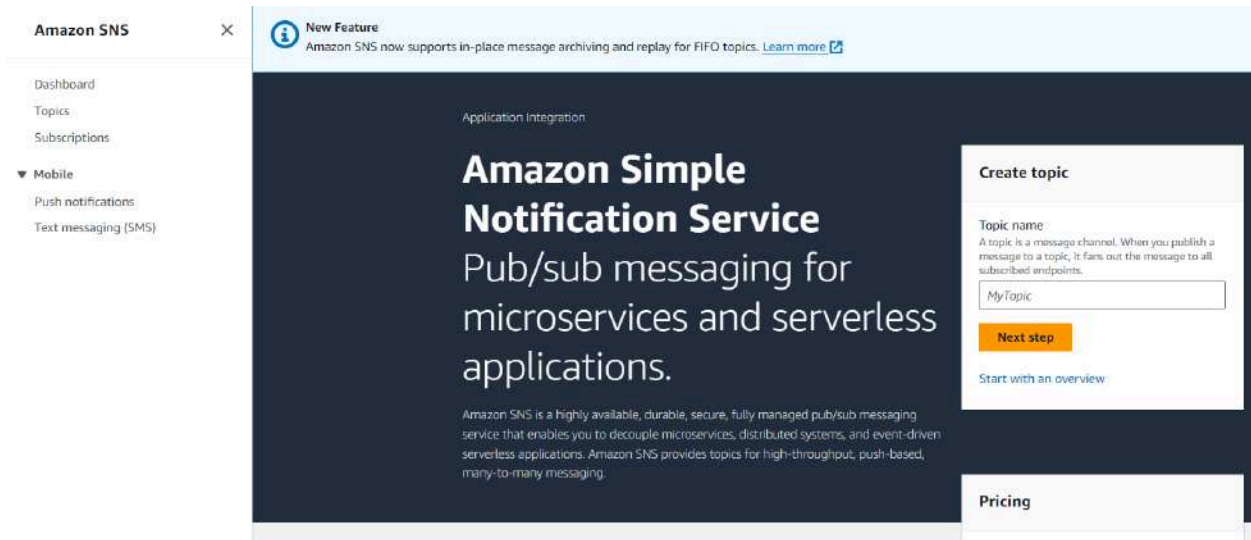 Amazon SNS
Dashboard
Topics
Subscriptions
Mobile
Push notifications
Text messaging (SMS)
New Feature
Amazon SNS now supports in-place message archiving and replay for FIFO topics. Learn more
Application Integration
Amazon Simple
Notification Service
Pub/sub messaging for
microservices and serverless
applications.
Amazon SNS is a highly available, durable, secure, fully managed pub/sub messaging
service that enables you to decouple microservices, distributed systems, and event-driven
serverless applications. Amazon SNS provides topics for high-throughput, push-based,
many-to-many messaging.
Create topic
Topic name
A topic is a message channel. When you publish a
message to a topic, it fans out the message to all
subscribed endpoints.
MyTopic
Next step
Start with an overview
Pricing